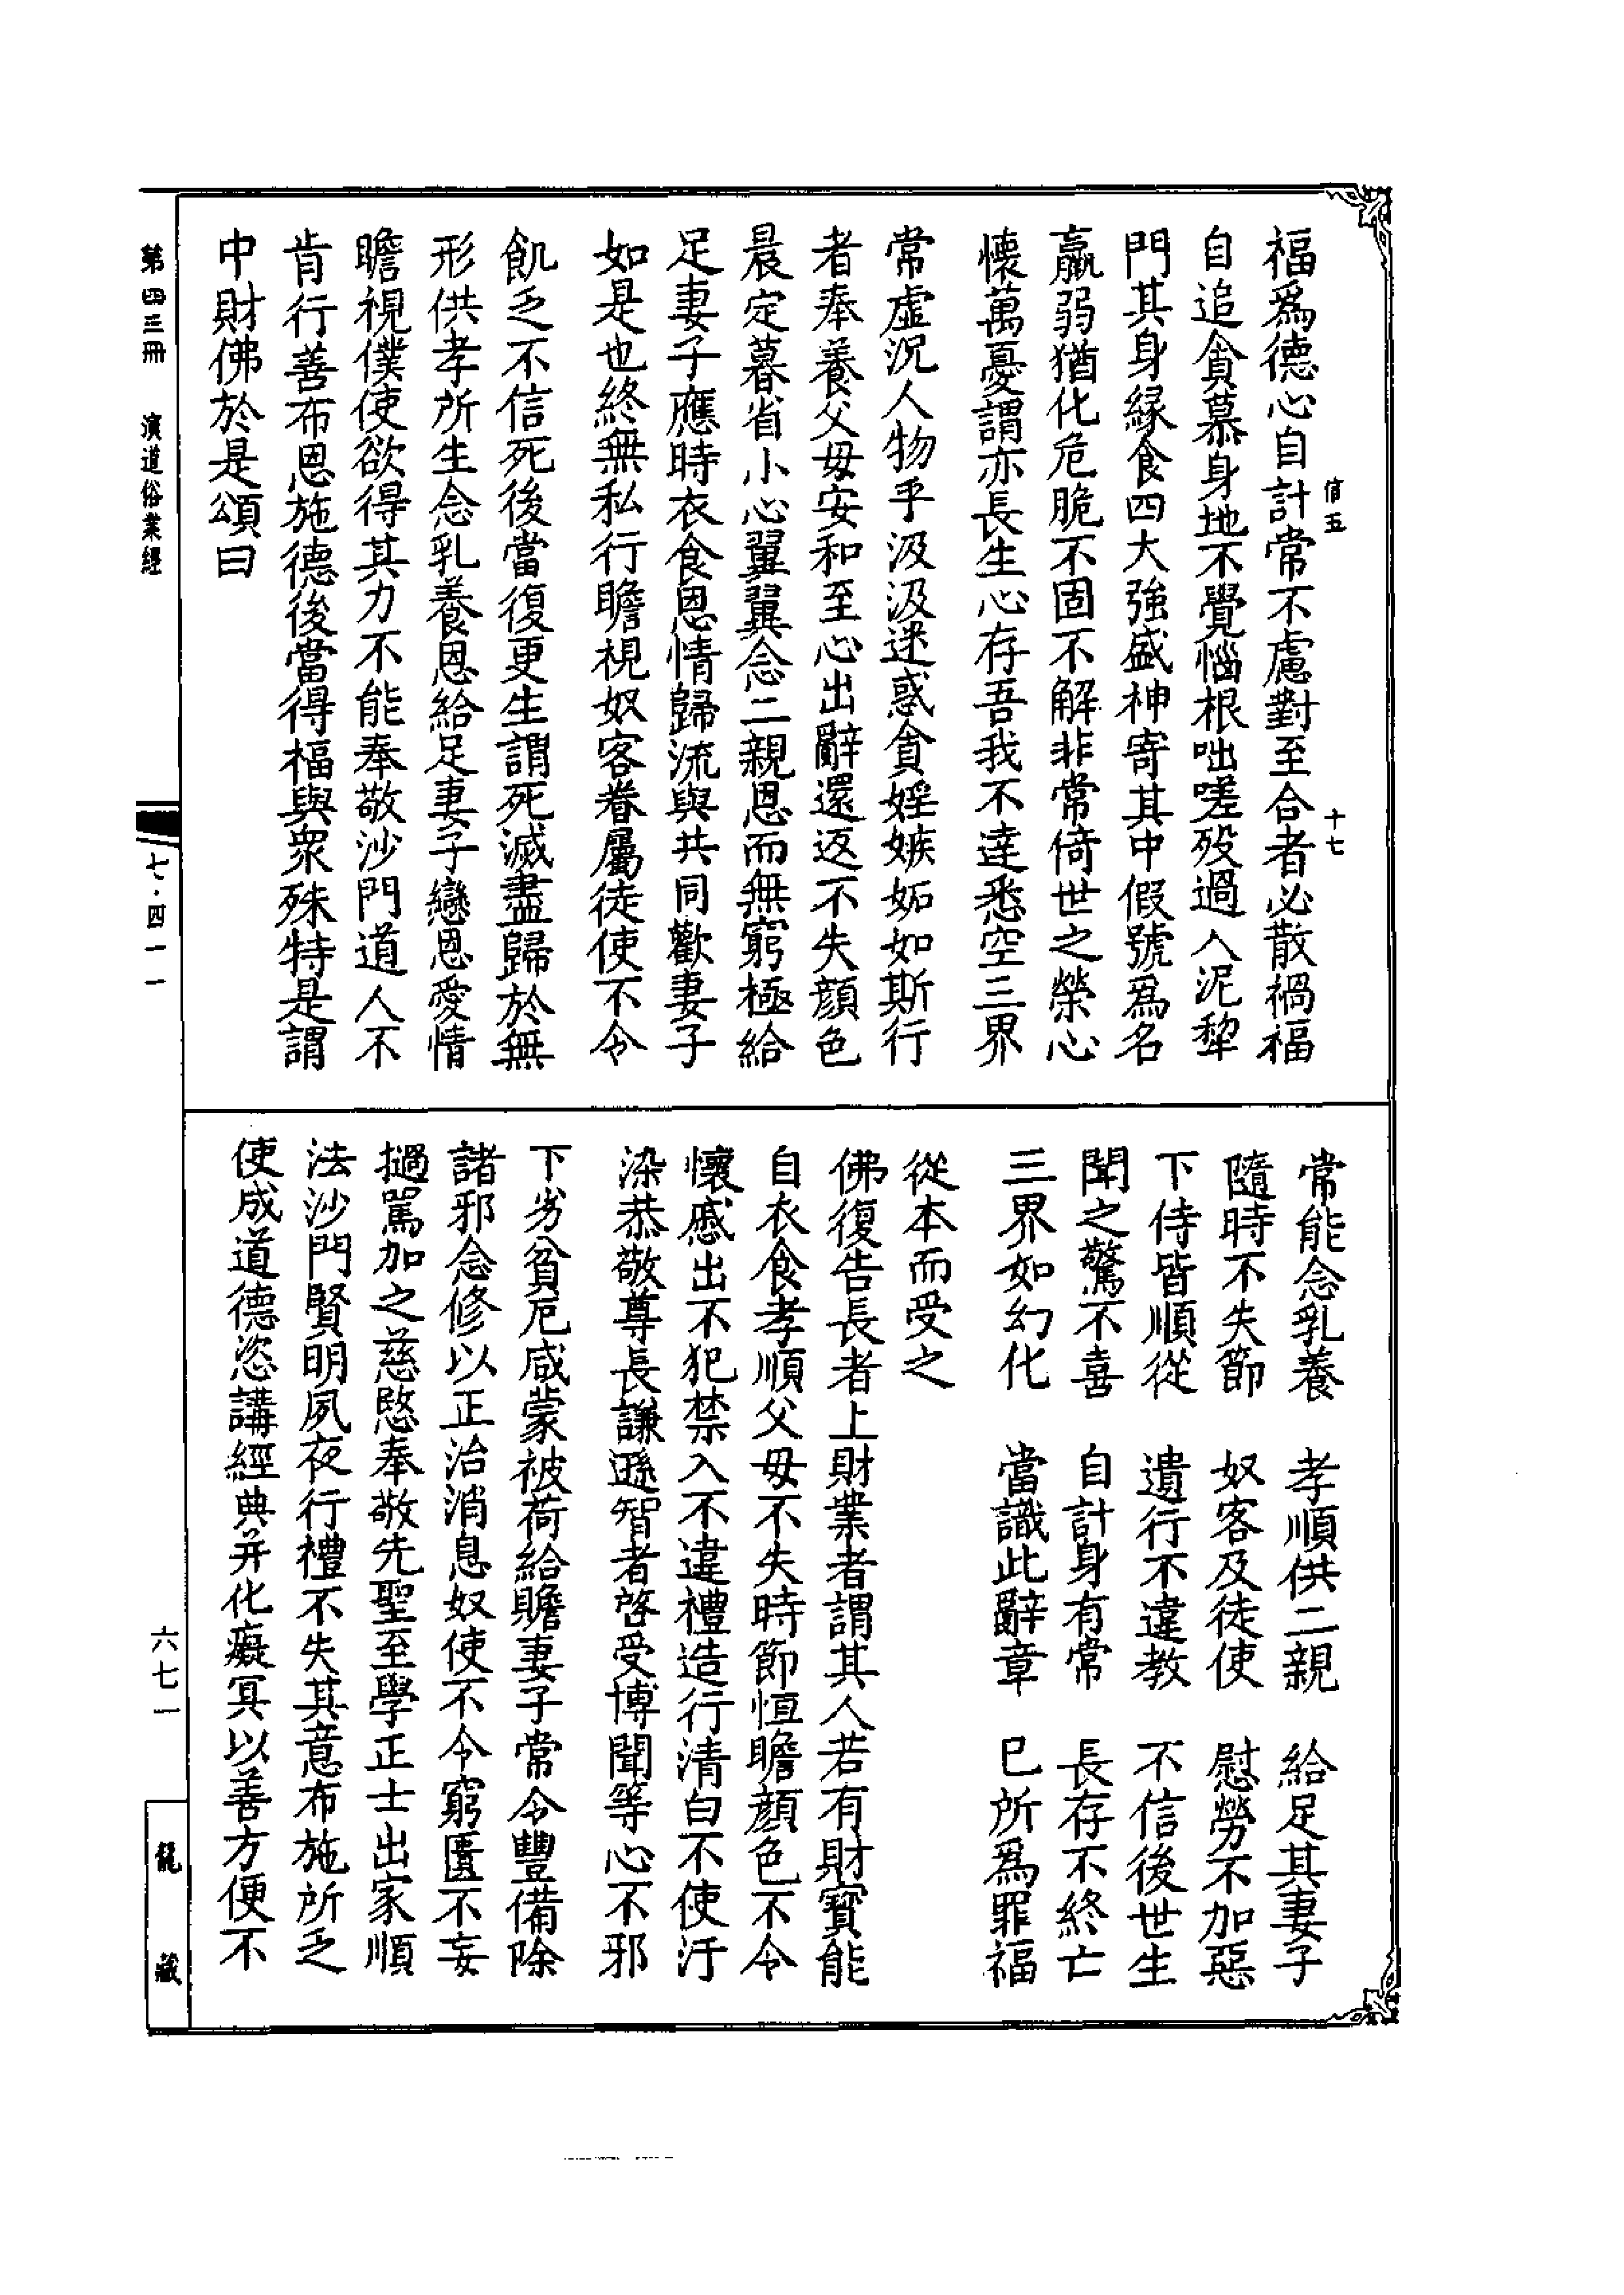 福爲德心自計常不慮對至合者必散禍福
自追貪慕身地不覺惱根咄嗟歿過入泥犂
門其身緣食四大強盛神寄其中假號爲名
羸弱猶化危脆不固不解非常倚世之榮心
懷萬憂謂亦長生心存吾我不達悉空三界
常虛況人物乎汲汲迷惑貪婬嫉妬如斯行
者奉養父母安和至心出辭還返不失顏色
晨定暮省小心翼翼念二親恩而無窮極給
足妻子應時衣食恩情歸流與共同歡妻子
如是也終無私行瞻視奴客眷屬徒使不令
飢乏不信死後當復更生謂死滅盡歸於無
形供孝所生念乳養恩給足妻子戀恩愛情
瞻視僕使欲得其力不能奉敬沙門道人不
肯行善布恩施德後當得福與衆殊特是謂
中財佛於是頌曰
信五
十七
常能念乳養 孝順供二親 給足其妻子
隨時不失節 奴客及徒使 慰勞不加惡
下侍皆順從 遺行不違教 不信後世生
聞之驚不喜 自計身有常 長存不終亡
三界如幻化 當識此辭章 巳所爲罪福
從本而受之
佛復告長者上財業者謂其人若有財寶能
自衣食孝順父母不失時節恒瞻顏色不令
懷慼出不犯禁入不違禮造行清白不使汙
染恭敬尊長謙遜智者啓受博聞等心不邪
下劣貧厄咸蒙被荷給贍妻子常令豐備除
諸邪念修以正治消息奴使不令窮匱不妄
撾罵加之慈愍奉敬先聖至學正士出家順
法沙門賢明夙夜行禮不失其意布施所乏
使成道德恣講經典并化癡冥以善方便不
第四三冊 演道俗業經
七·四一一
六七一
龍藏